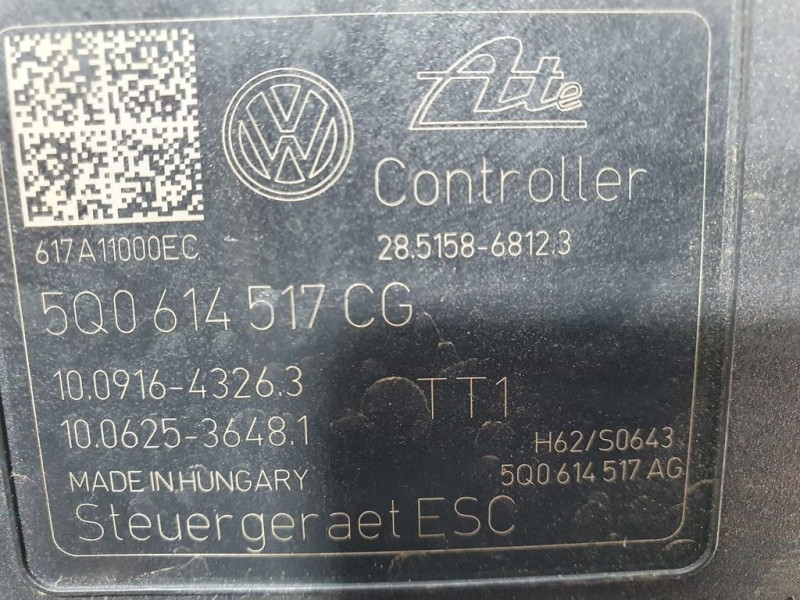 VW Ate
Controller
617A11000EC 28.5158-6812.3
5Q0 614 517 CG
10.0916-4326.3 TT1
10.0625-3648.1 H62/S0643
MADE IN HUNGARY 5Q0 614 517 AG
Steuergeraet ESC